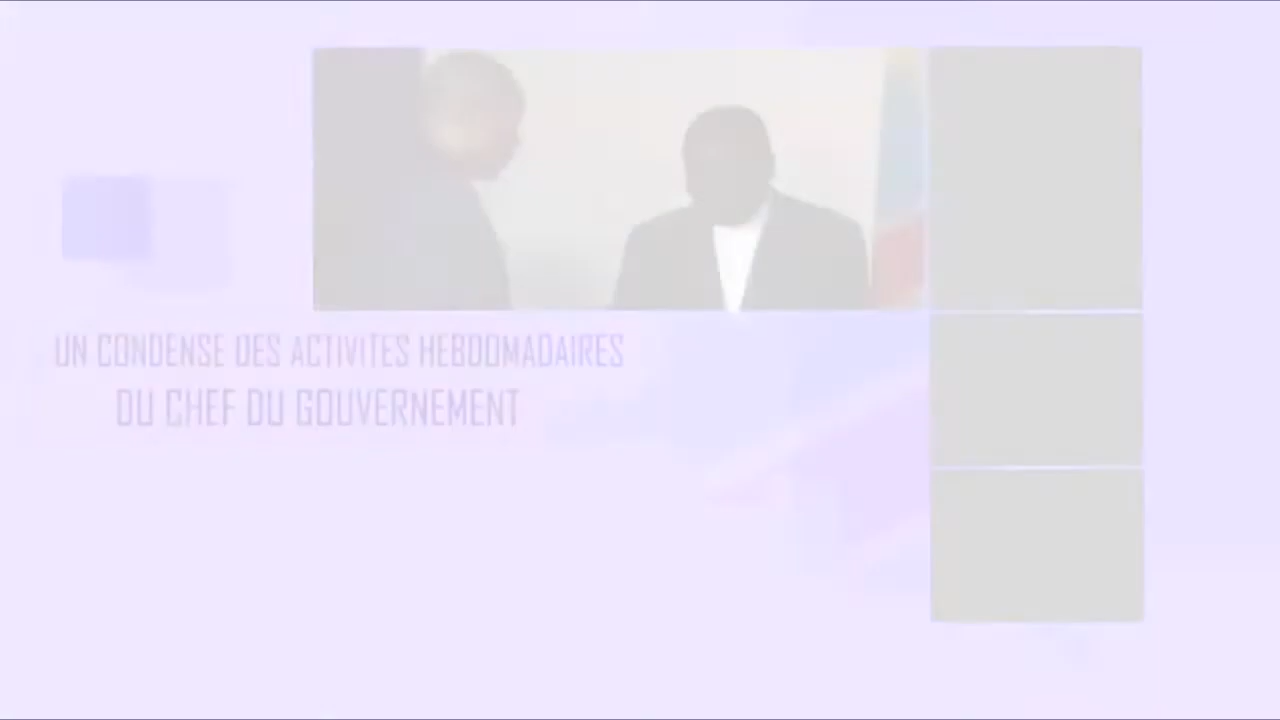 UN CONDENSE DES ACTIVITES HEBDOMADAIRES
DU CHEF DU GOUVERNEMENT